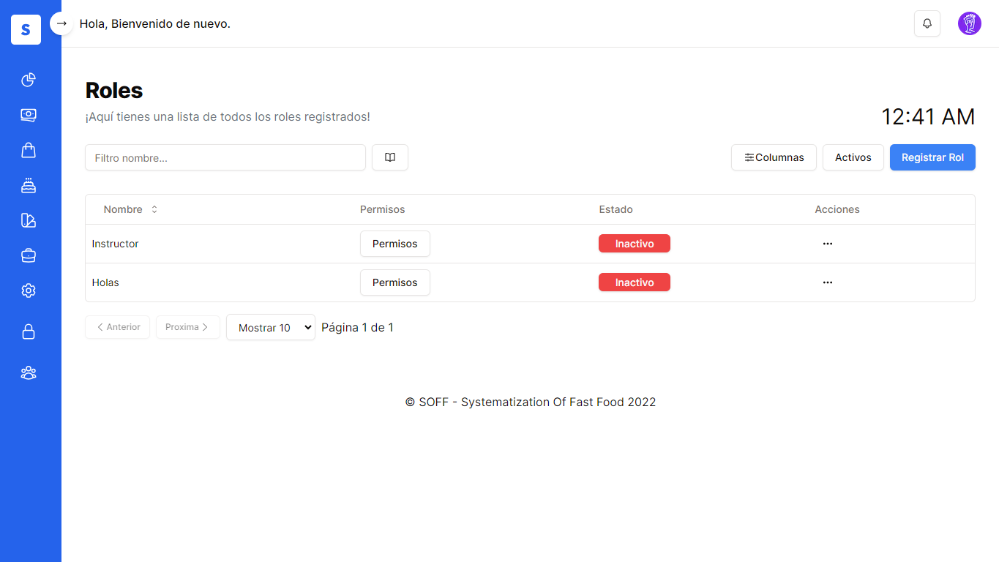 S
Hola, Bienvenido de nuevo.
Roles
¡Aquí tienes una lista de todos los roles registrados!
12:41 AM
Filtro nombre...
Columnas
Activos
Registrar Rol
Nombre Permisos Estado Acciones
Instructor Permisos Inactivo ...
Holas Permisos Inactivo ...
Anterior Proxima Mostrar 10 Página 1 de 1
© SOFF - Systematization Of Fast Food 2022